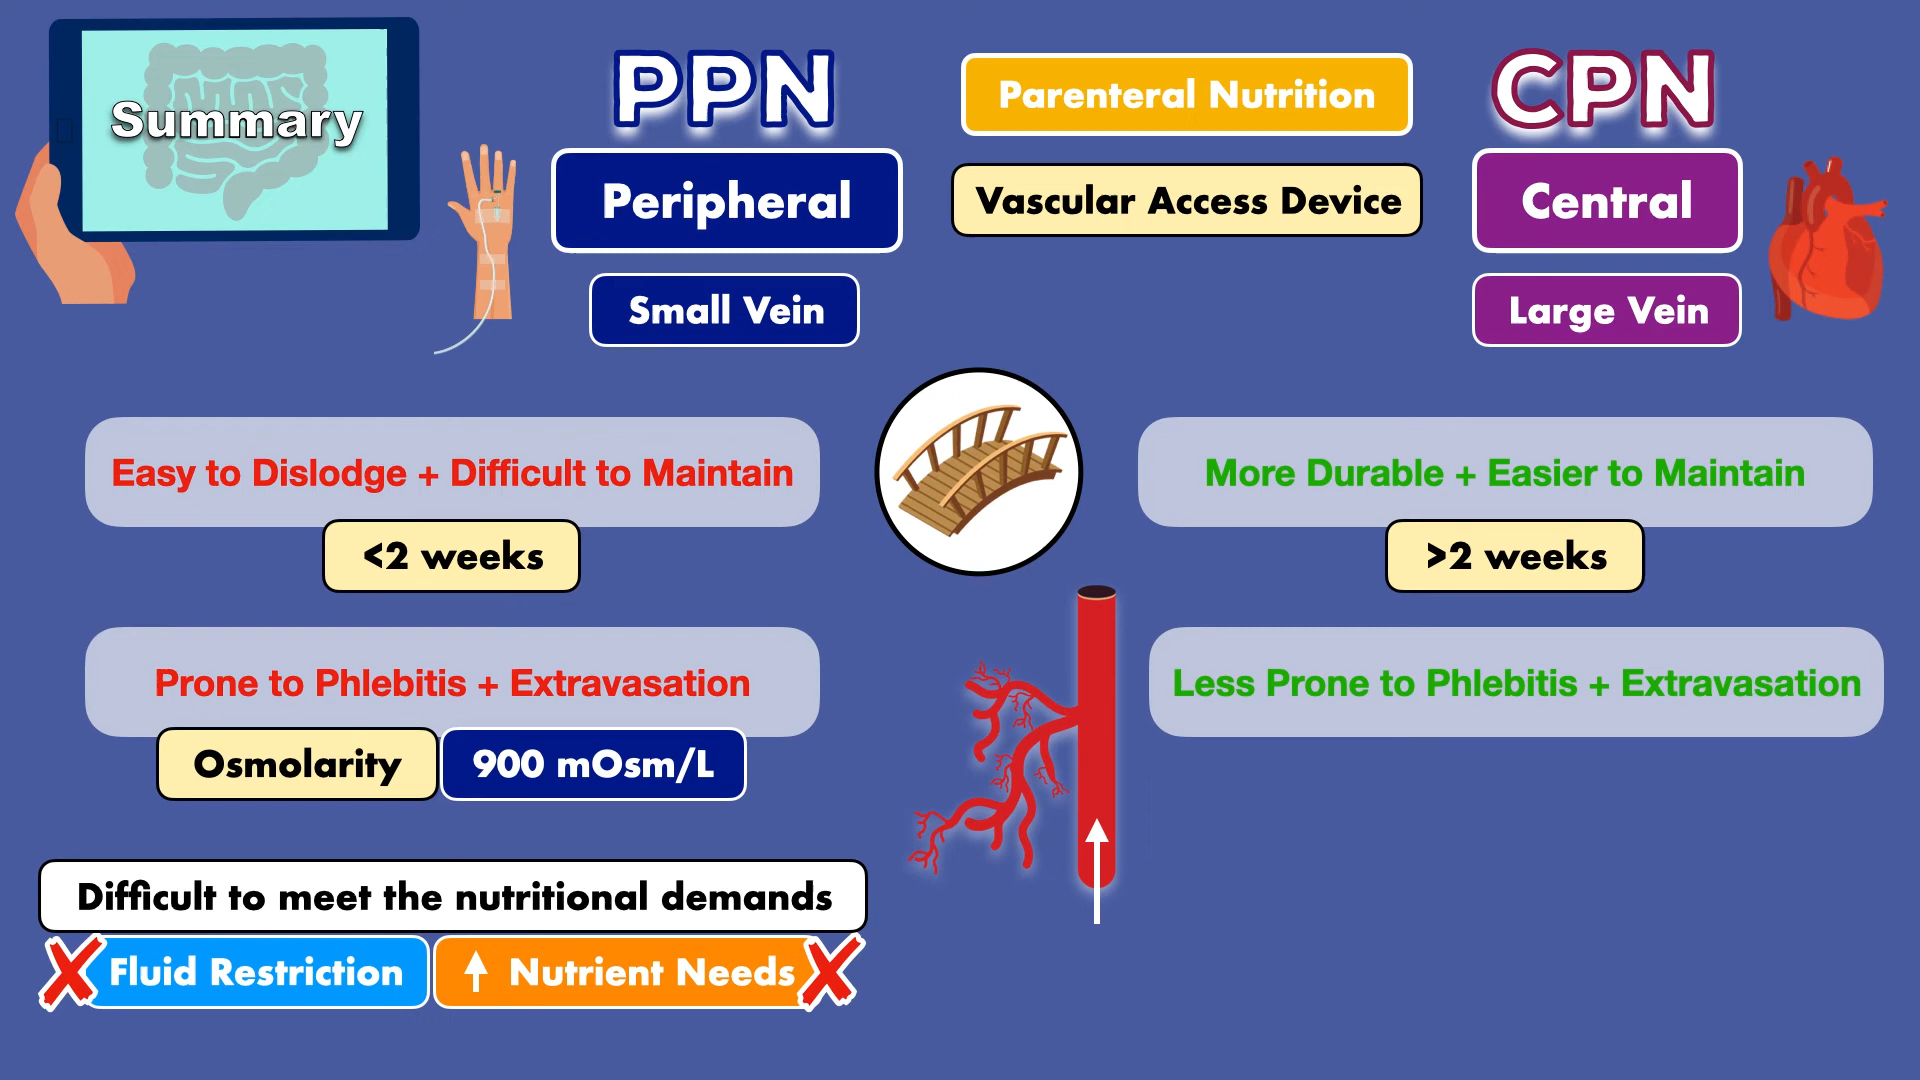 Summary
PPN
Parenteral Nutrition
CPN
Peripheral
Vascular Access Device
Central
Small Vein
Large Vein
Easy to Dislodge + Difficult to Maintain
More Durable + Easier to Maintain
<2 weeks
>2 weeks
Prone to Phlebitis + Extravasation
Less Prone to Phlebitis + Extravasation
Osmolarity
900 mOsm/L
Difficult to meet the nutritional demands
Fluid Restriction
Nutrient Needs